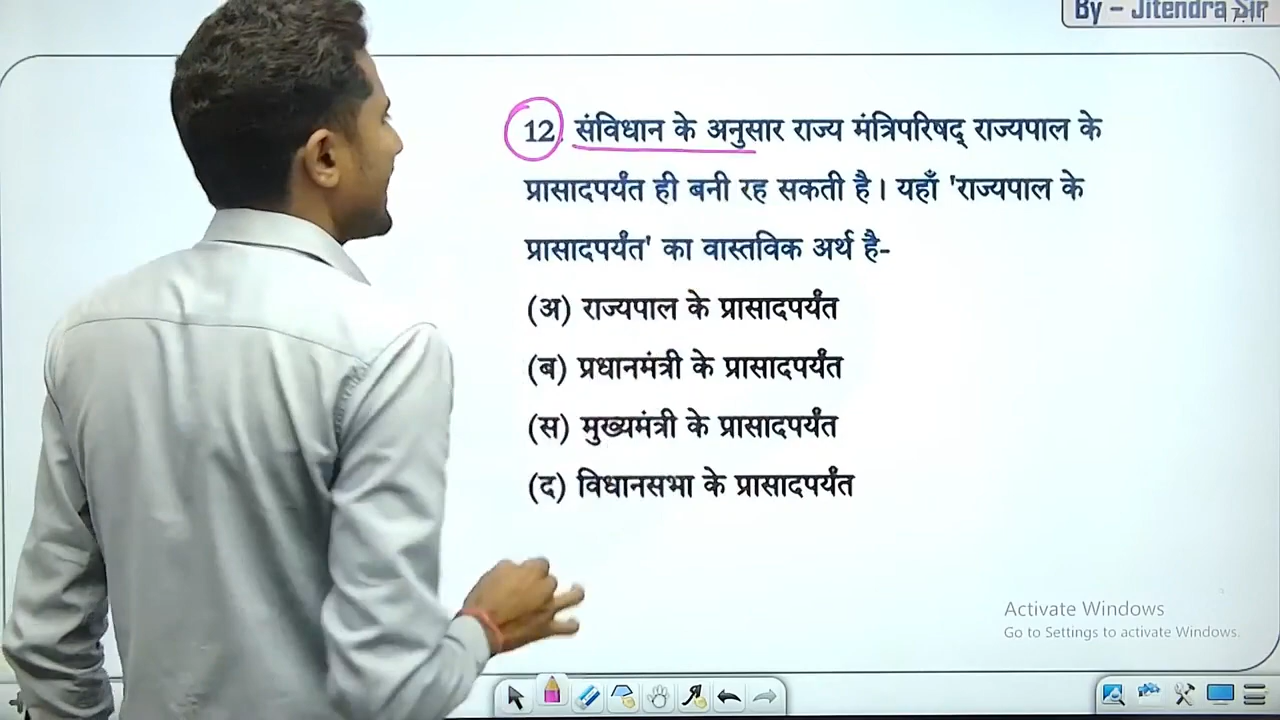 By – Jitendra Sir
12. संविधान के अनुसार राज्य मंत्रिपरिषद् राज्यपाल के
प्रासादपर्यंत ही बनी रह सकती है। यहाँ 'राज्यपाल के
प्रासादपर्यंत' का वास्तविक अर्थ है-
(अ) राज्यपाल के प्रासादपर्यंत
(ब) प्रधानमंत्री के प्रासादपर्यंत
(स) मुख्यमंत्री के प्रासादपर्यंत
(द) विधानसभा के प्रासादपर्यंत
Activate Windows
Go to Settings to activate Windows.